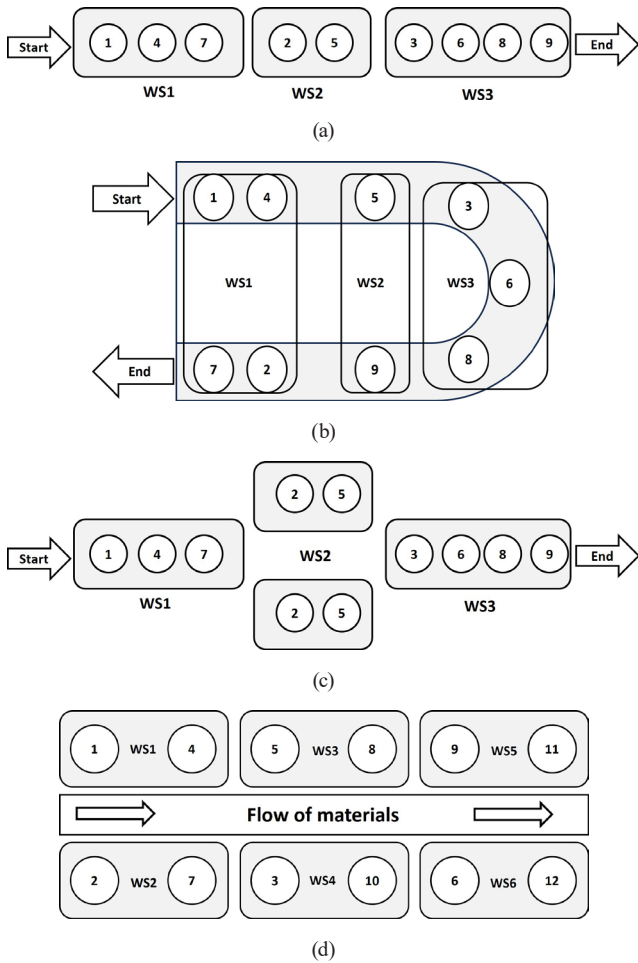 Start 1 4 7 2 5 3 6 8 9 End
WS1 WS2 WS3
(a)
Start 1 4 5 3
WS1 WS2 WS3 6
End 7 2 9 8
(b)
2 5
Start 1 4 7 WS2 3 6 8 9 End
WS1 2 5 WS3
(c)
1 WS1 4 5 WS3 8 9 WS5 11
Flow of materials
2 WS2 7 3 WS4 10 6 WS6 12
(d)